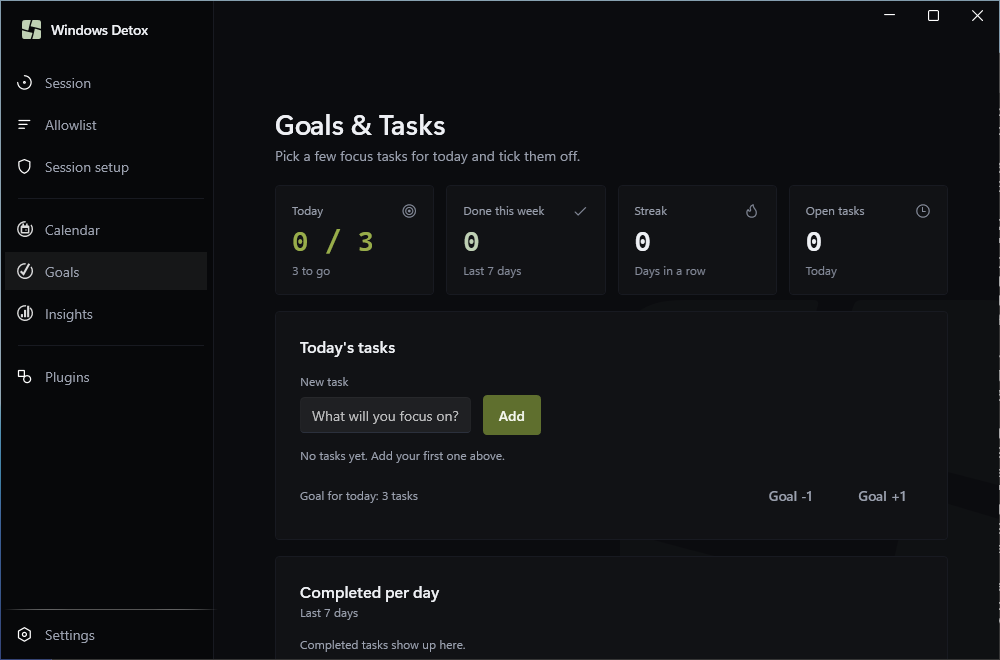 Windows Detox
Session
Allowlist
Session setup
Calendar
Goals
Insights
Plugins
Settings
Goals & Tasks
Pick a few focus tasks for today and tick them off.
Today
0 / 3
3 to go
Done this week
0
Last 7 days
Streak
0
Days in a row
Open tasks
0
Today
Today's tasks
New task
What will you focus on?
Add
No tasks yet. Add your first one above.
Goal for today: 3 tasks
Goal -1
Goal +1
Completed per day
Last 7 days
Completed tasks show up here.